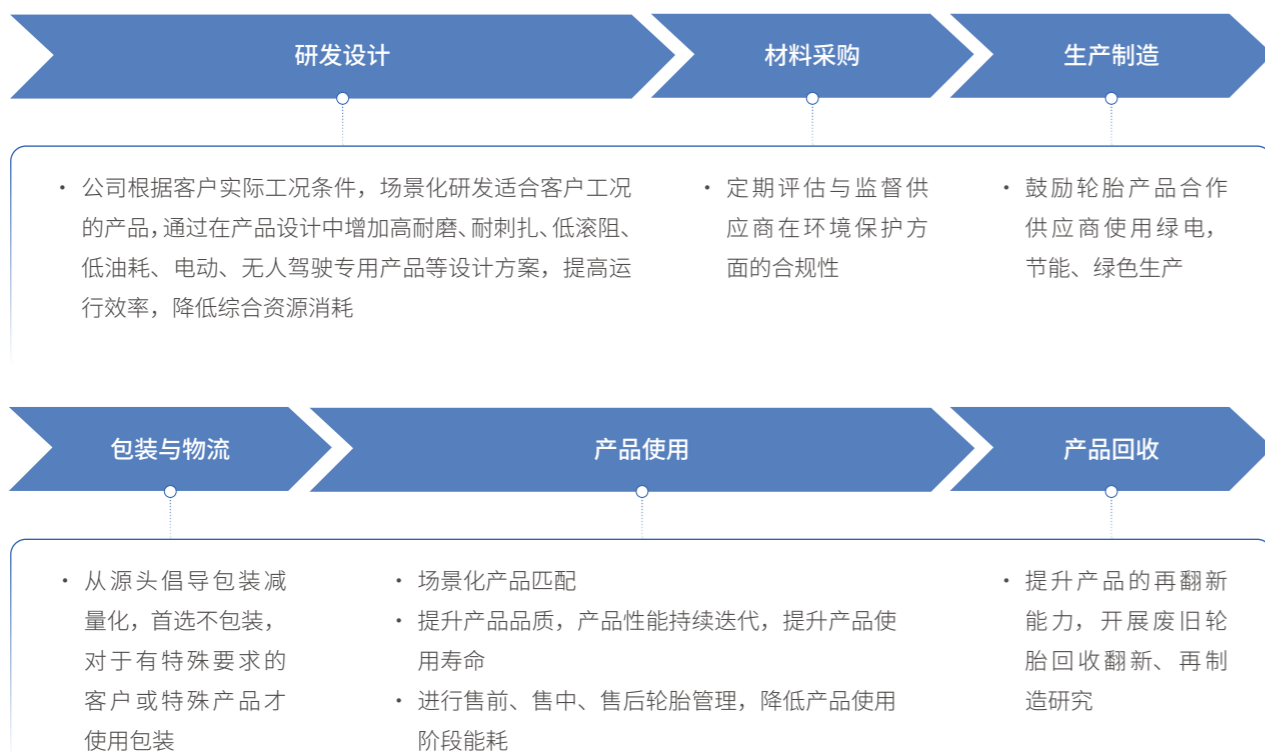 研发设计
材料采购
生产制造
· 公司根据客户实际工况条件，场景化研发适合客户工况
的产品，通过在产品设计中增加高耐磨、耐刺扎、低滚阻、
低油耗、电动、无人驾驶专用产品等设计方案，提高运
行效率，降低综合资源消耗
· 定期评估与监督供
应商在环境保护方
面的合规性
· 鼓励轮胎产品合作
供应商使用绿电，
节能、绿色生产
包装与物流
产品使用
产品回收
· 从源头倡导包装减
量化，首选不包装，
对于有特殊要求的
客户或特殊产品才
使用包装
· 场景化产品匹配
· 提升产品品质，产品性能持续迭代，提升产品使
用寿命
· 进行售前、售中、售后轮胎管理，降低产品使用
阶段能耗
· 提升产品的再翻新
能力，开展废旧轮
胎回收翻新、再制
造研究